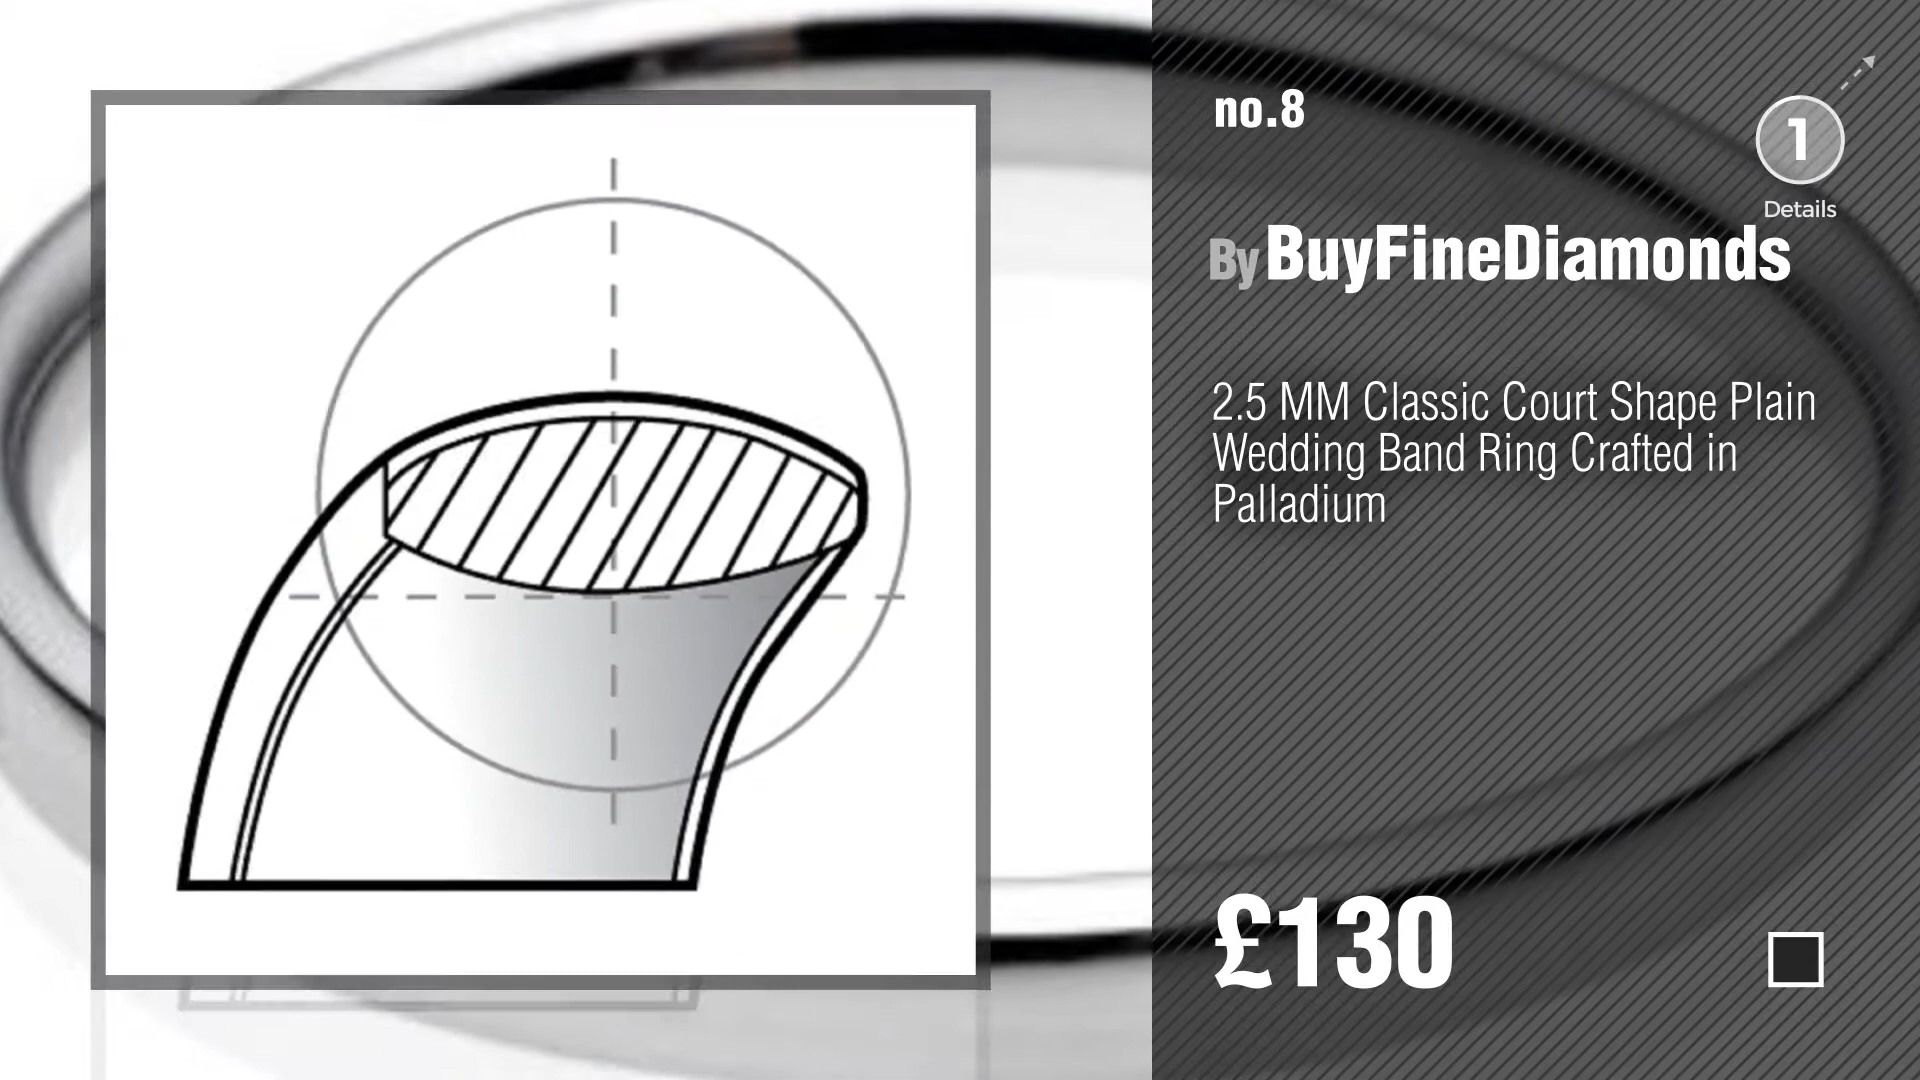 no.8
1
Details
By BuyFineDiamonds
2.5 MM Classic Court Shape Plain
Wedding Band Ring Crafted in
Palladium
£130